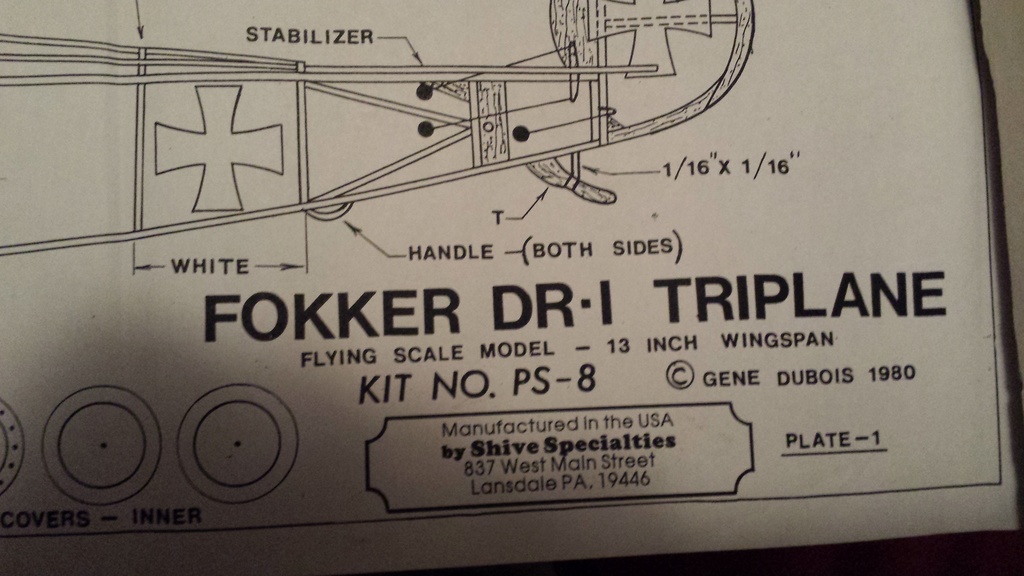 STABILIZER
1/16" X 1/16"
T
HANDLE - (BOTH SIDES)
WHITE
FOKKER DR-I TRIPLANE
FLYING SCALE MODEL - 13 INCH WINGSPAN
KIT NO. PS-8
© GENE DUBOIS 1980
Manufactured in the USA
by Shive Specialties
837 West Main Street
Lansdale PA, 19446
PLATE-1
COVERS - INNER